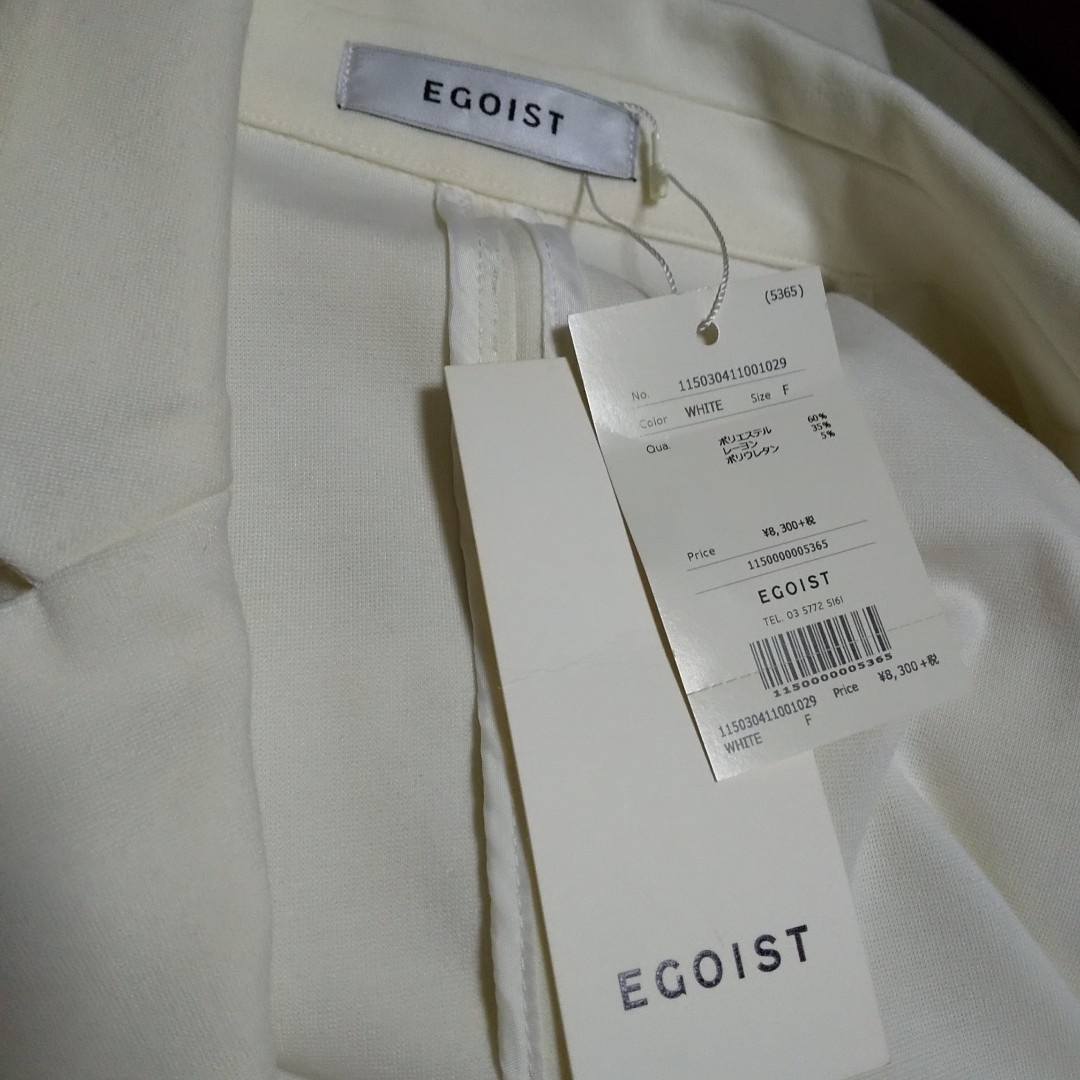 EGOIST
(5365)
No. 115030411001029
Color WHITE Size F
Qua. ポリエステル 60%
レーヨン 35%
ポリウレタン 5%
Price ¥8,300+税
1150000005365
EGOIST
TEL. 03 5772 5161
1150000005365
115030411001029 Price ¥8,300+税
WHITE F
EGOIST